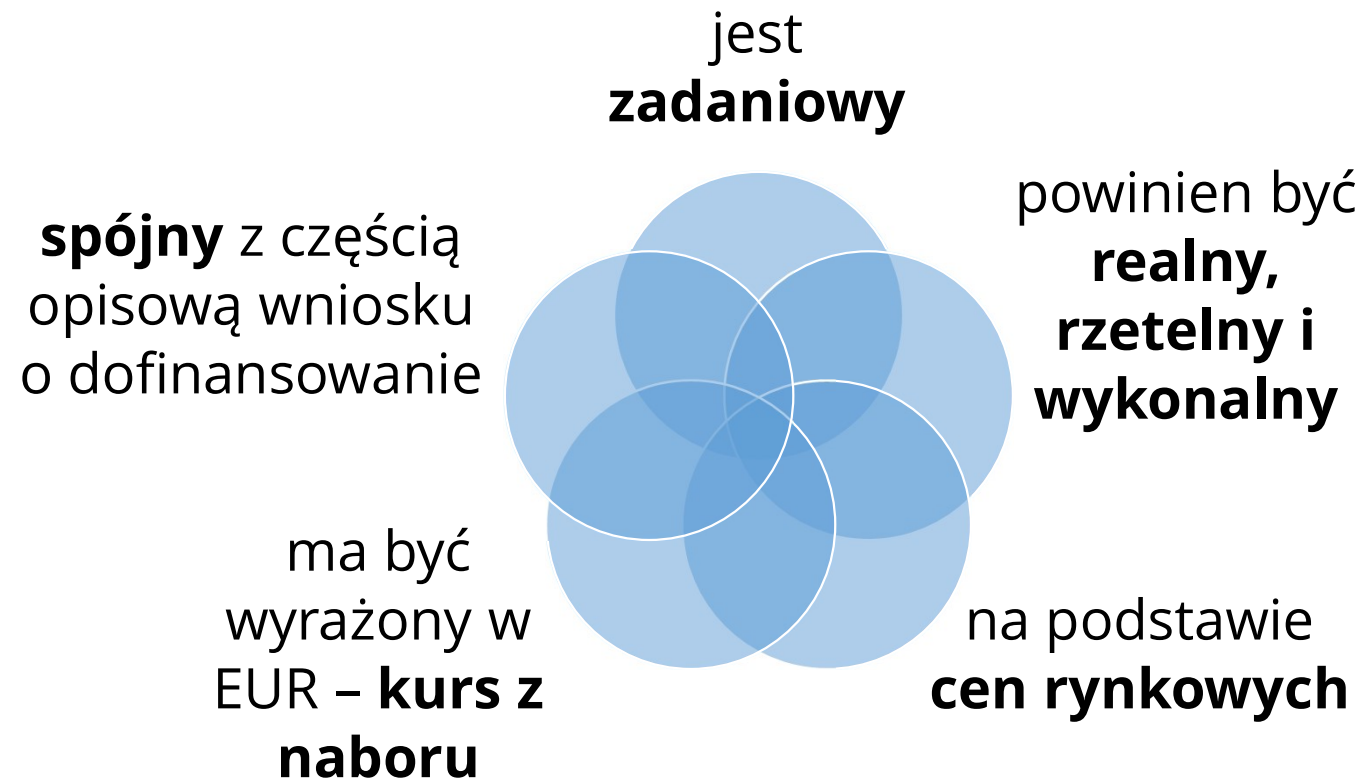 jest
zadaniowy
powinien być
realny,
rzetelny i
wykonalny
na podstawie
cen rynkowych
ma być
wyrażony w
EUR – kurs z
naboru
spójny z częścią
opisową wniosku
o dofinansowanie